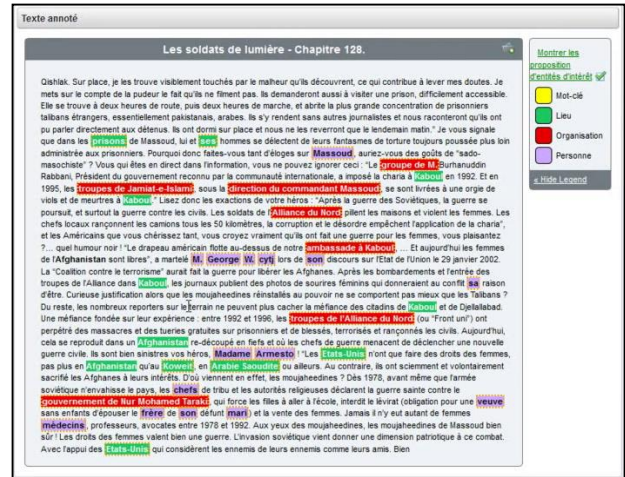 Texte annoté
Les soldats de lumière - Chapitre 128.
Qishlak. Sur place, je les trouve visiblement touchés par le malheur qu'ils découvrent, ce qui contribue à lever mes doutes. Je
mets sur le compte de la pudeur le fait qu'ils ne filment pas. Ils demanderont aussi à visiter une prison, difficilement accessible.
Elle se trouve à deux heures de route, puis deux heures de marche, et abrite la plus grande concentration de prisonniers
talibans étrangers, essentiellement pakistanais, arabes. Ils s'y rendent sans autres journalistes et nous raconteront qu'ils ont
pu parler directement aux détenus. Ils ont dormi sur place et nous ne les reverront que le lendemain matin." Je vous signale
que dans les prisons de Massoud, lui et ses hommes se délectent de leurs fantasmes de torture toujours poussée plus loin
administrée aux prisonniers. Pourquoi donc faites-vous tant d'éloges sur Massoud, auriez-vous des goûts de "sado-
masochiste" ? Vous qui êtes en direct dans l'information, vous ne pouvez ignorer ceci : "Le groupe de M. Burhanuddin
Rabbani, Président du gouvernement reconnu par la communauté internationale, a imposé la charia à Kaboul en 1992. Et en
1995, les troupes de Jamiat-e-Islami, sous la direction du commandant Massoud, se sont livrées à une orgie de
viols et de meurtres à Kaboul." Lisez donc les exactions de votre héros : "Après la guerre des Soviétiques, la guerre se
poursuit, et surtout la guerre contre les civils. Les soldats de l'Alliance du Nord pillent les maisons et violent les femmes. Les
chefs locaux rançonnent les camions tous les 50 kilomètres, la corruption et le désordre empêchent l'application de la charia",
et les Américains que vous chérissez tant, vous croyez vraiment qu'ils ont fait une guerre pour les femmes, vous plaisantez
?... quel humour noir ! "Le drapeau américain flotte au-dessus de notre ambassade à Kaboul. ... Et aujourd'hui les femmes
de l'Afghanistan sont libres", a martelé M. George W. cytj lors de son discours sur l'Etat de l'Union le 29 janvier 2002.
La "Coalition contre le terrorisme" aurait fait la guerre pour libérer les Afghanes. Après les bombardements et l'entrée des
troupes de l'Alliance dans Kaboul, les journaux publient des photos de sourires féminins qui donneraient au conflit sa raison
d'être. Curieuse justification alors que les moujaheedines réinstallés au pouvoir ne se comportent pas mieux que les Talibans ?
Du reste, les nombreux reporters sur le terrain ne peuvent plus cacher la méfiance des citadins de Kaboul et de Djellalabad.
Une méfiance fondée sur leur expérience : entre 1992 et 1996, les troupes de l'Alliance du Nord (ou "Front uni") ont
perpétré des massacres et des tueries gratuites sur prisonniers et de blessés, terrorisés et rançonnés les civils. Aujourd'hui,
cela se reproduit dans un Afghanistan re-découpé en fiefs et où les chefs de guerre menacent de déclencher une nouvelle
guerre civile. Ils sont bien sinistres vos héros, Madame Armesto ! "Les Etats-Unis n'ont que faire des droits des femmes,
pas plus en Afghanistan qu'au Koweit, en Arabie Saoudite ou ailleurs. Au contraire, ils ont sciemment et volontairement
sacrifié les Afghanes à leurs intérêts. D'où viennent en effet, les moujaheedines ? Dès 1978, avant même que l'armée
soviétique n'envahisse le pays, les chefs de tribu et les autorités religieuses déclarent la guerre sainte contre le
gouvernement de Nur Mohamed Taraki, qui force les filles à aller à l'école, interdit le lévirat (obligation pour une veuve
sans enfants d'épouser le frère de son défunt mari) et la vente des femmes. Jamais il n'y eut autant de femmes
médecins, professeurs, avocates entre 1978 et 1992. Aux yeux des moujaheedines, les moujaheedines de Massoud bien
sûr ! Les droits des femmes valent bien une guerre. L'invasion soviétique vient donner une dimension patriotique à ce combat.
Avec l'appui des Etats-Unis qui considèrent les ennemis de leurs ennemis comme leurs amis. Bien
Montrer les
proposition
d'entités d'intérêt
Mot-clé
Lieu
Organisation
Personne
« Hide Legend